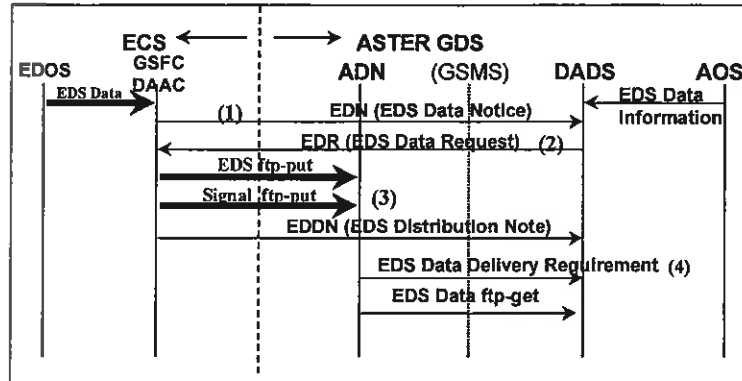 ECS ASTER GDS
EDOS GSFC DAAC ADN (GSMS) DADS AOS
EDS Data
(1) EDN (EDS Data Notice)
EDS Data Information
EDR (EDS Data Request) (2)
EDS ftp-put
Signal ftp-put (3)
EDDN (EDS Distribution Note)
EDS Data Delivery Requirement (4)
EDS Data ftp-get